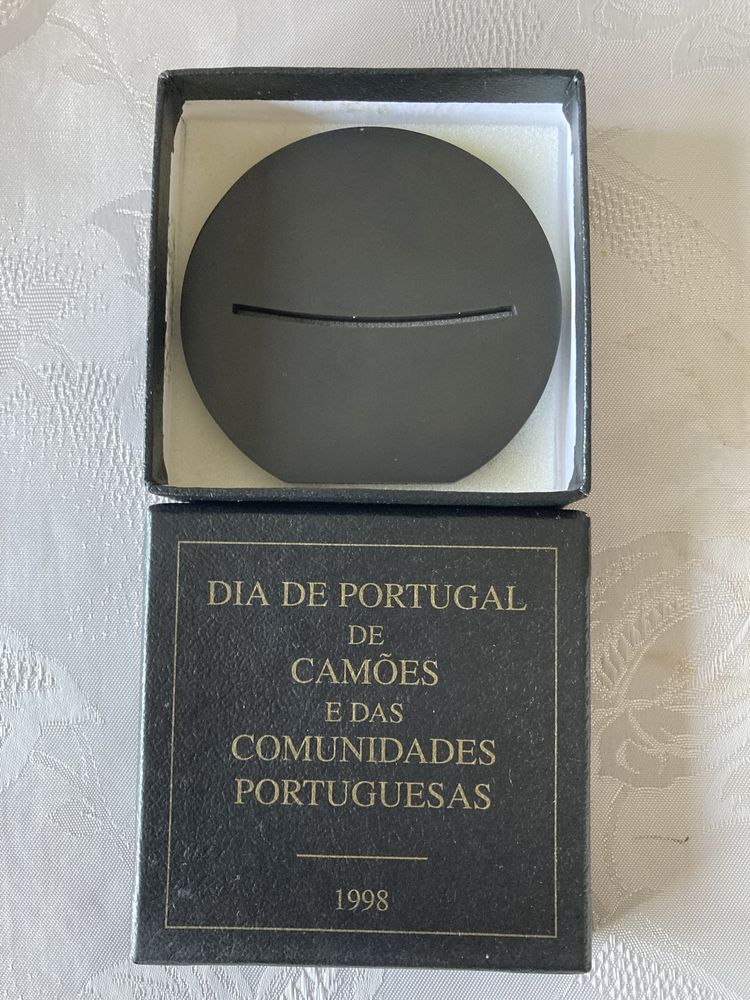 DIA DE PORTUGAL
DE
CAMÕES
E DAS
COMUNIDADES
PORTUGUESAS
1998